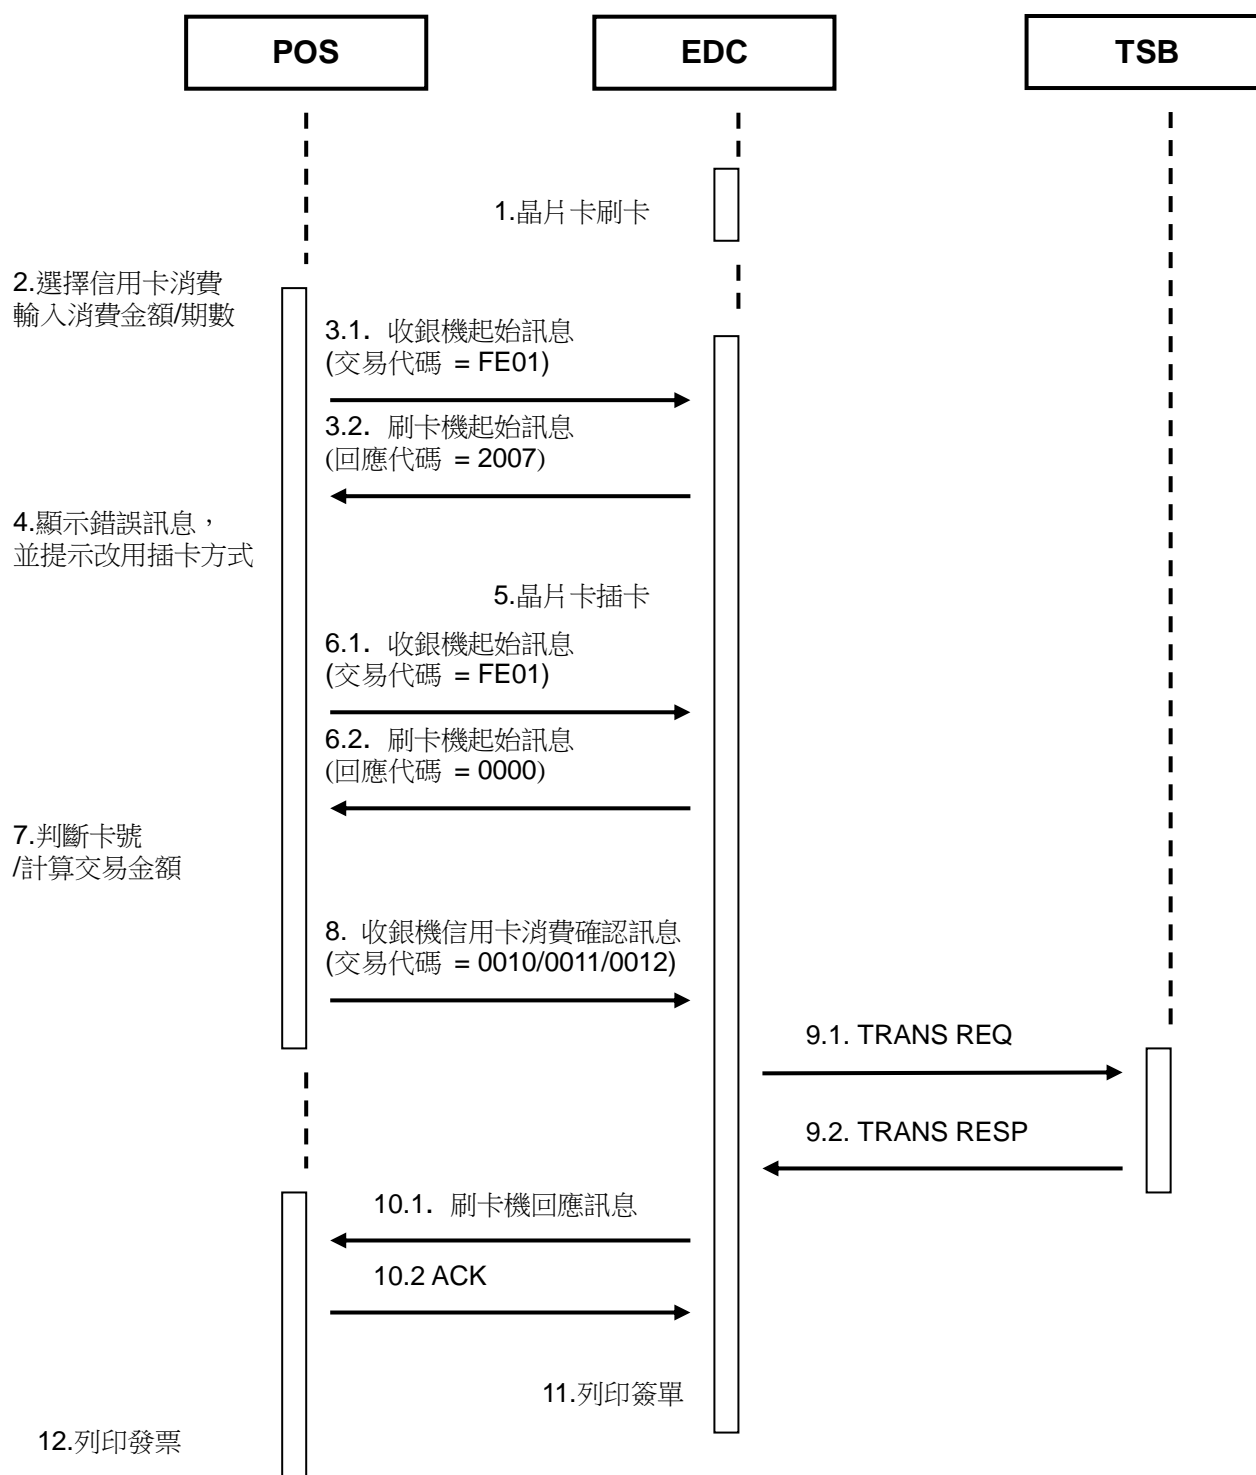 POS
EDC
TSB
1.晶片卡刷卡
2.選擇信用卡消費
輸入消費金額/期數
3.1. 收銀機起始訊息
(交易代碼 = FE01)
3.2. 刷卡機起始訊息
(回應代碼 = 2007)
4.顯示錯誤訊息，
並提示改用插卡方式
5.晶片卡插卡
6.1. 收銀機起始訊息
(交易代碼 = FE01)
6.2. 刷卡機起始訊息
(回應代碼 = 0000)
7.判斷卡號
/計算交易金額
8. 收銀機信用卡消費確認訊息
(交易代碼 = 0010/0011/0012)
9.1. TRANS REQ
9.2. TRANS RESP
10.1. 刷卡機回應訊息
10.2 ACK
11.列印簽單
12.列印發票